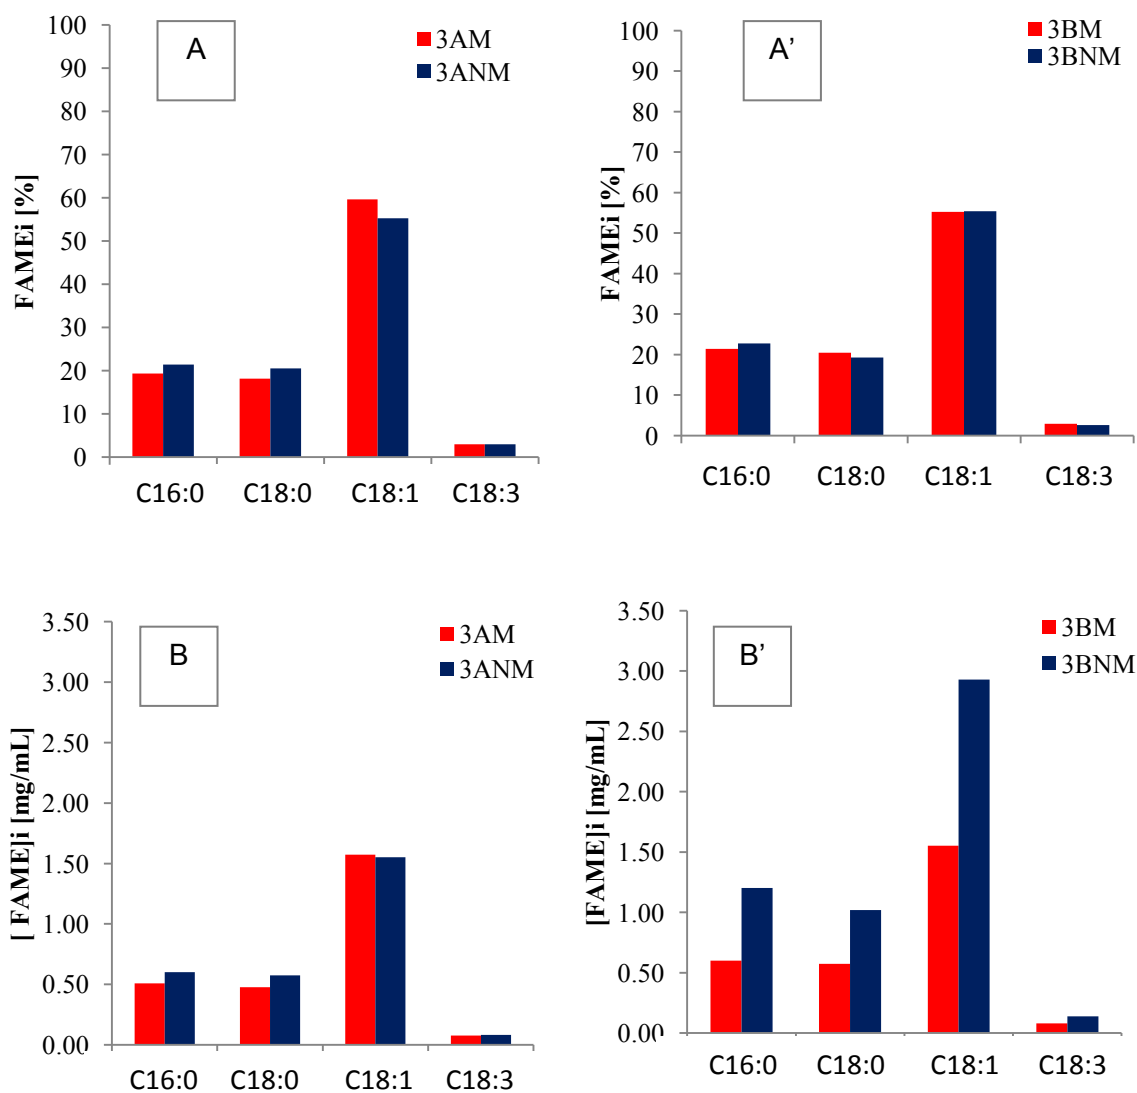 A
3AM
3ANM
FAMEi [%]
100
90
80
70
60
50
40
30
20
10
0
C16:0 C18:0 C18:1 C18:3
A’
3BM
3BNM
FAMEi [%]
100
90
80
70
60
50
40
30
20
10
0
C16:0 C18:0 C18:1 C18:3
B
3AM
3ANM
[ FAME]i [mg/mL]
3.50
3.00
2.50
2.00
1.50
1.00
0.50
0.00
C16:0 C18:0 C18:1 C18:3
B’
3BM
3BNM
[FAME]i [mg/mL]
3.50
3.00
2.50
2.00
1.50
1.00
0.50
0.00
C16:0 C18:0 C18:1 C18:3